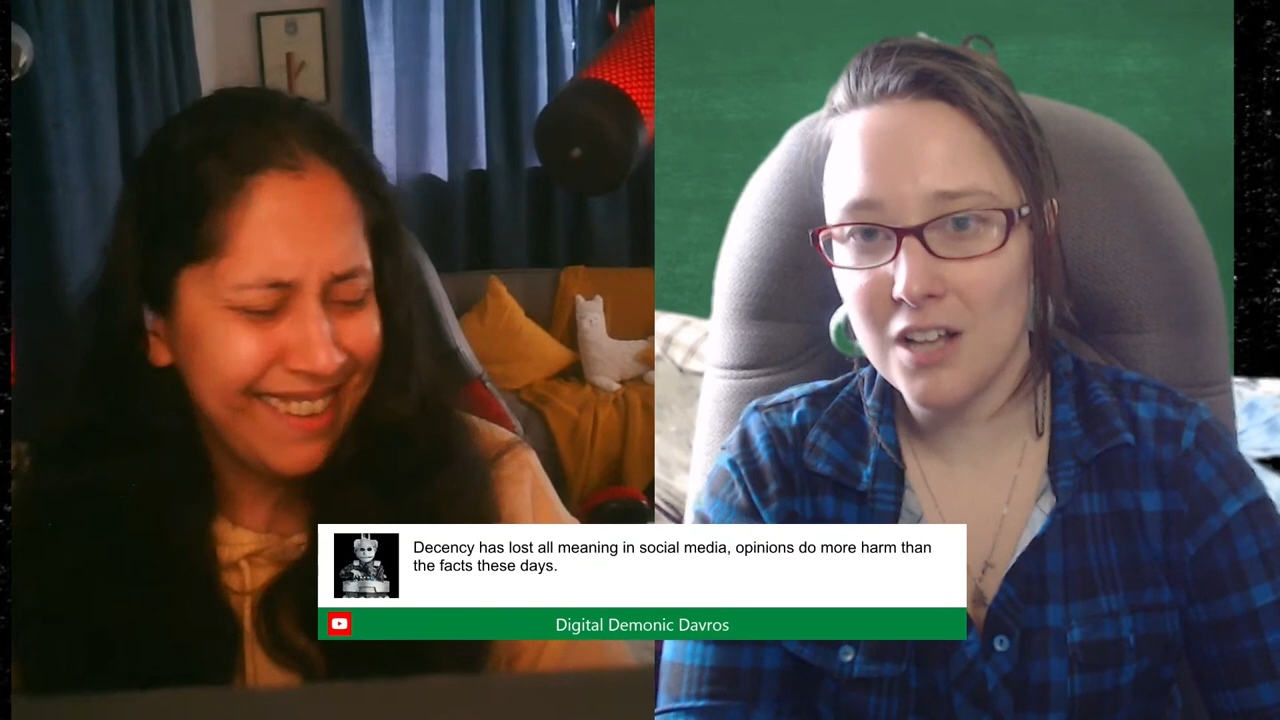 Decency has lost all meaning in social media, opinions do more harm than
the facts these days.
Digital Demonic Davros